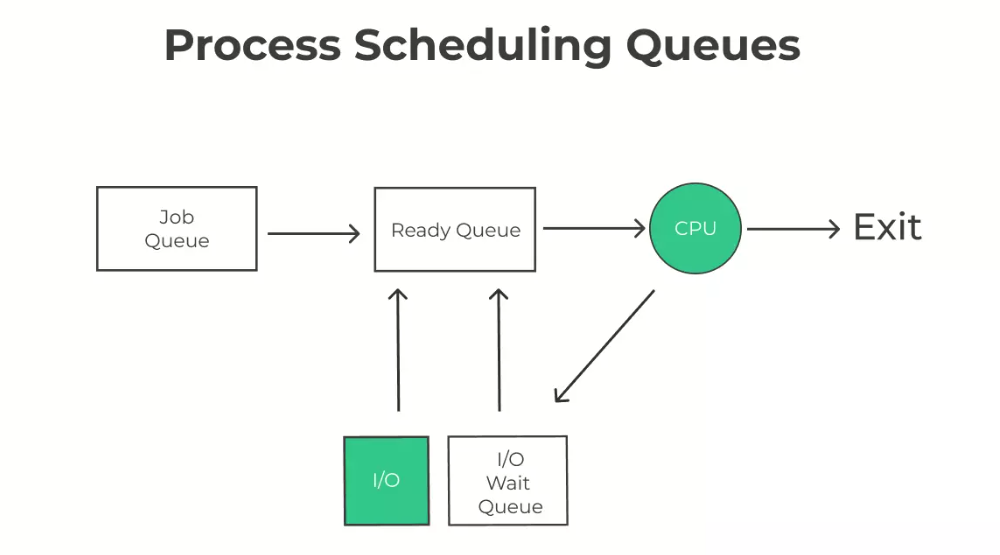 Process Scheduling Queues
Job
Queue
Ready Queue
CPU
Exit
I/O
I/O
Wait
Queue